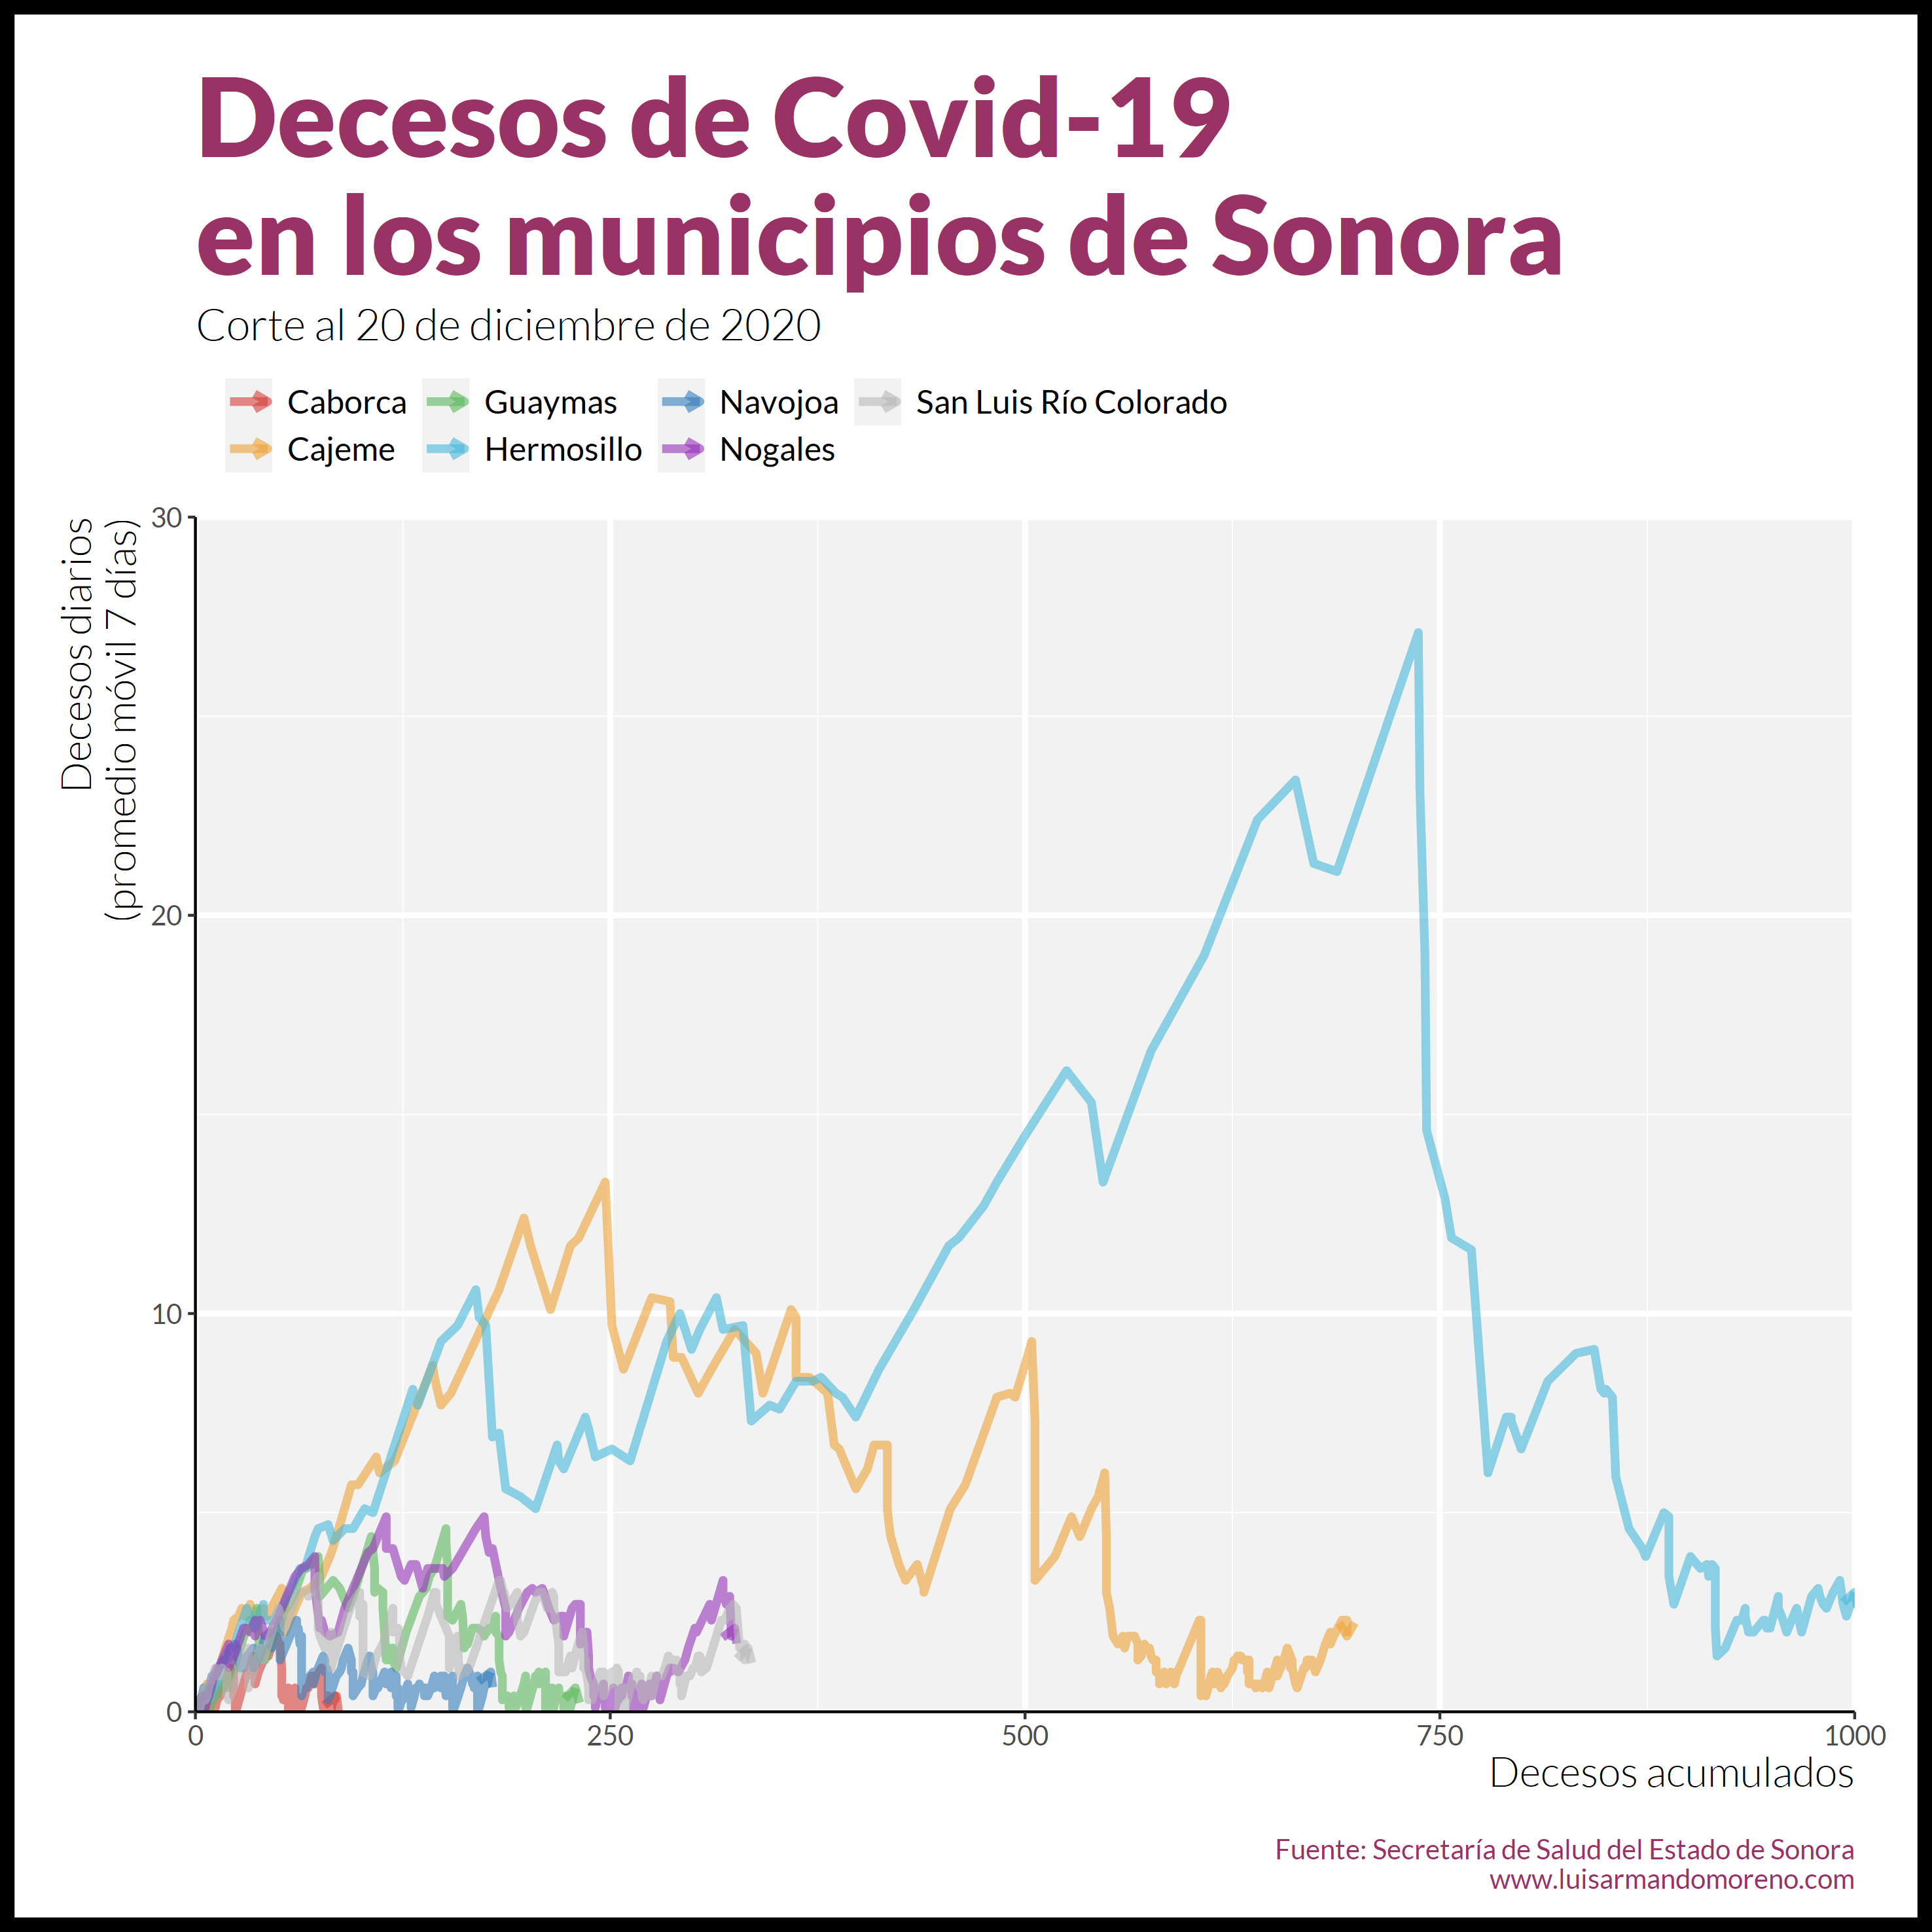 Decesos de Covid-19
en los municipios de Sonora
Corte al 20 de diciembre de 2020
Caborca
Guaymas
Navojoa
San Luis Río Colorado
Cajeme
Hermosillo
Nogales
Decesos diarios
(promedio móvil 7 días)
30
20
10
0
0
250
500
750
1000
Decesos acumulados
Fuente: Secretaría de Salud del Estado de Sonora
www.luisarmandomoreno.com